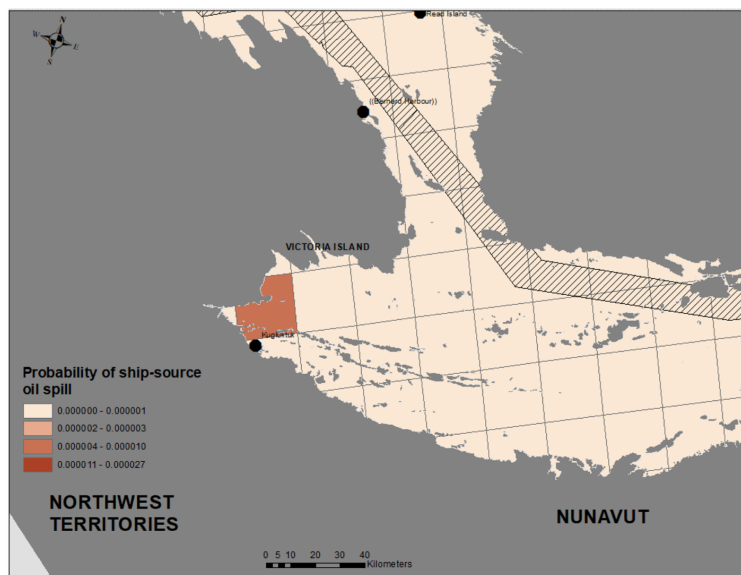 N
W
E
S
Read Island
((Bernard Harbour))
VICTORIA ISLAND
Kugluktuk
Probability of ship-source
oil spill
0.000000 - 0.000001
0.000002 - 0.000003
0.000004 - 0.000010
0.000011 - 0.000027
NORTHWEST
TERRITORIES
NUNAVUT
0 5 10 20 30 40
Kilometers